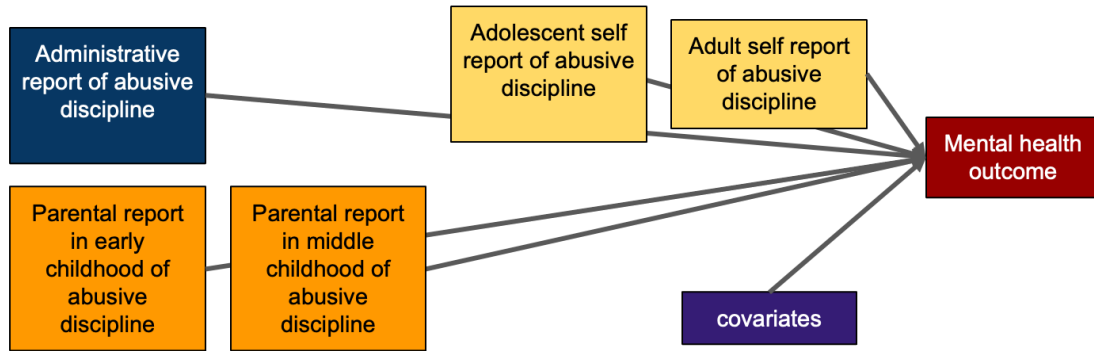 Administrative
report of abusive
discipline
Adolescent self
report of abusive
discipline
Adult self report
of abusive
discipline
Mental health
outcome
Parental report
in early
childhood of
abusive
discipline
Parental report
in middle
childhood of
abusive
discipline
covariates